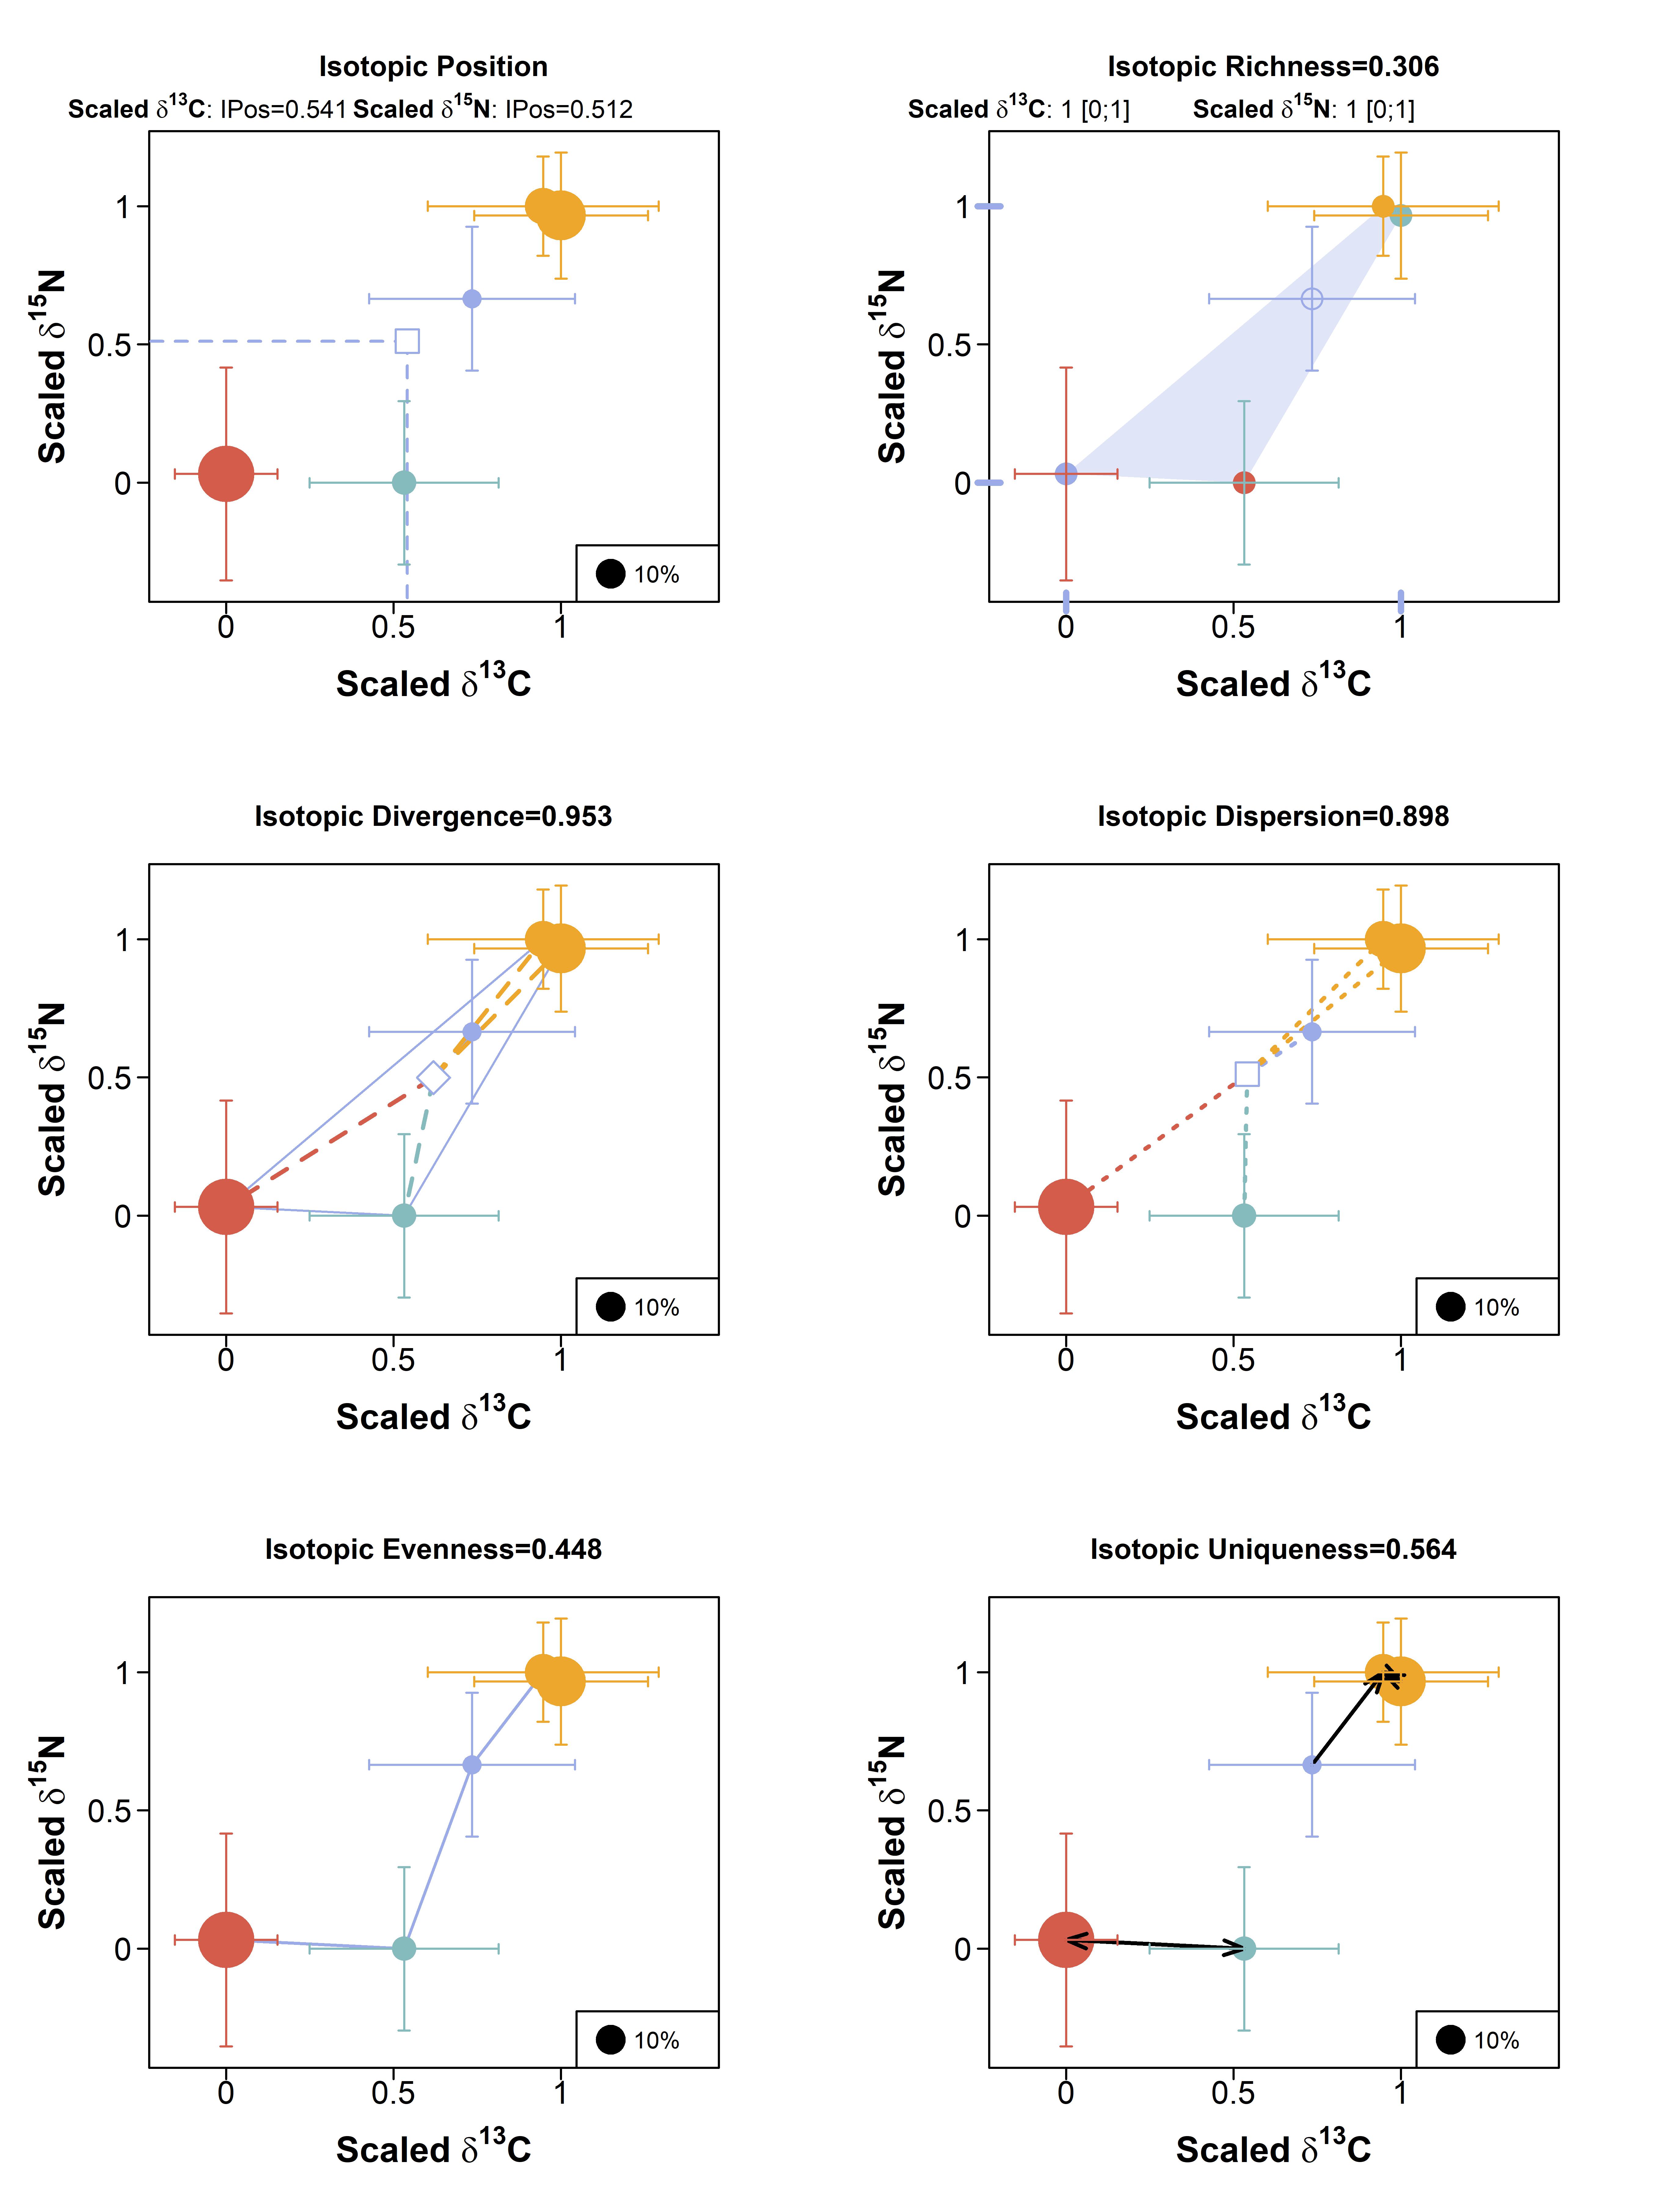 Isotopic Position
Scaled δ13C: IPos=0.541 Scaled δ15N: IPos=0.512
1
0.5
0
Scaled δ15N
10%
0 0.5 1
Scaled δ13C
Isotopic Richness=0.306
Scaled δ13C: 1 [0;1] Scaled δ15N: 1 [0;1]
1
0.5
0
Scaled δ15N
0 0.5 1
Scaled δ13C
Isotopic Divergence=0.953
1
0.5
0
Scaled δ15N
10%
0 0.5 1
Scaled δ13C
Isotopic Dispersion=0.898
1
0.5
0
Scaled δ15N
10%
0 0.5 1
Scaled δ13C
Isotopic Evenness=0.448
1
0.5
0
Scaled δ15N
10%
0 0.5 1
Scaled δ13C
Isotopic Uniqueness=0.564
1
0.5
0
Scaled δ15N
10%
0 0.5 1
Scaled δ13C